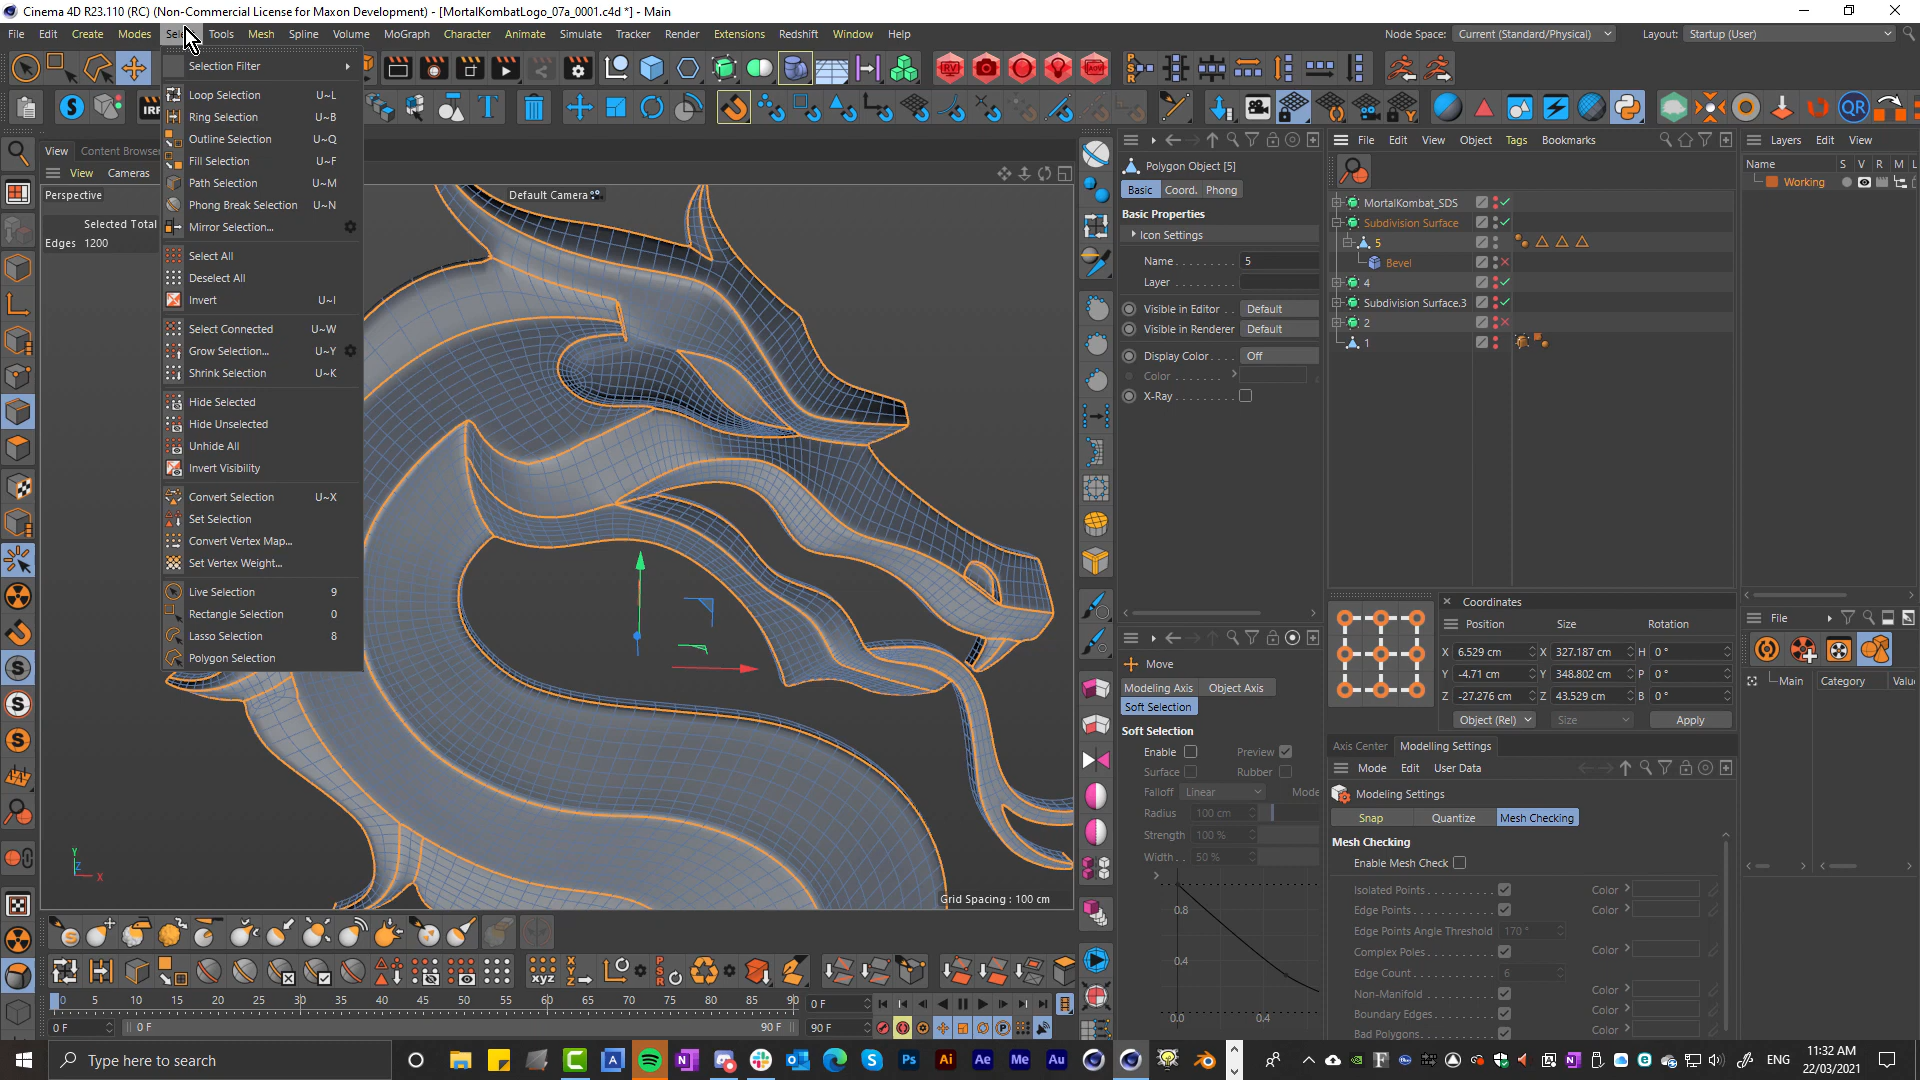 Cinema 4D R23.110 (RC) (Non-Commercial License for Maxon Development) - [MortalKombatLogo_07a_0001.c4d *] - Main
File Edit Create Modes Tools Mesh Spline Volume MoGraph Character Animate Simulate Tracker Render Extensions Redshift Window Help
Node Space: Current (Standard/Physical) Layout: Startup (User)
Selection Filter
Loop Selection U~L
Ring Selection U~B
Outline Selection U~Q
Fill Selection U~F
Path Selection U~M
Phong Break Selection U~N
Mirror Selection...
Select All
Deselect All
Invert U~I
Select Connected U~W
Grow Selection... U~Y
Shrink Selection U~K
Hide Selected
Hide Unselected
Unhide All
Invert Visibility
Convert Selection U~X
Set Selection
Convert Vertex Map...
Set Vertex Weight...
Live Selection 9
Rectangle Selection 0
Lasso Selection 8
Polygon Selection
View Content Browser
View Cameras
Perspective
Default Camera
Selected Total
Edges 1200
Grid Spacing : 100 cm
Polygon Object [5]
Basic Coord. Phong
Basic Properties
Icon Settings
Name 5
Layer
Visible in Editor Default
Visible in Renderer Default
Display Color Off
Color
X-Ray
Move
Modeling Axis Object Axis
Soft Selection
Soft Selection
Enable Preview
Surface Rubber
Falloff Linear Mode
Radius 100 cm
Strength 100 %
Width 50 %
0.8
0.4
0.0 0.4
File Edit View Object Tags Bookmarks
MortalKombat_SDS
Subdivision Surface
5
Bevel
4
Subdivision Surface.3
2
1
Layers Edit View
Name S V R M L
Working
Coordinates
Position Size Rotation
X 6.529 cm X 327.187 cm H 0 °
Y -4.71 cm Y 348.802 cm P 0 °
Z -27.276 cm Z 43.529 cm B 0 °
Object (Rel) Size Apply
File
Main Category Valu
Axis Center Modelling Settings
Mode Edit User Data
Modeling Settings
Snap Quantize Mesh Checking
Mesh Checking
Enable Mesh Check
Isolated Points Color
Edge Points Color
Edge Points Angle Threshold 170 °
Complex Poles Color
Edge Count 6
Non-Manifold Color
Boundary Edges Color
Bad Polygons Color
0 5 10 15 20 25 30 35 40 45 50 55 60 65 70 75 80 85 90
0 F
0 F 0 F 90 F 90 F
Type here to search
ENG
11:32 AM
22/03/2021